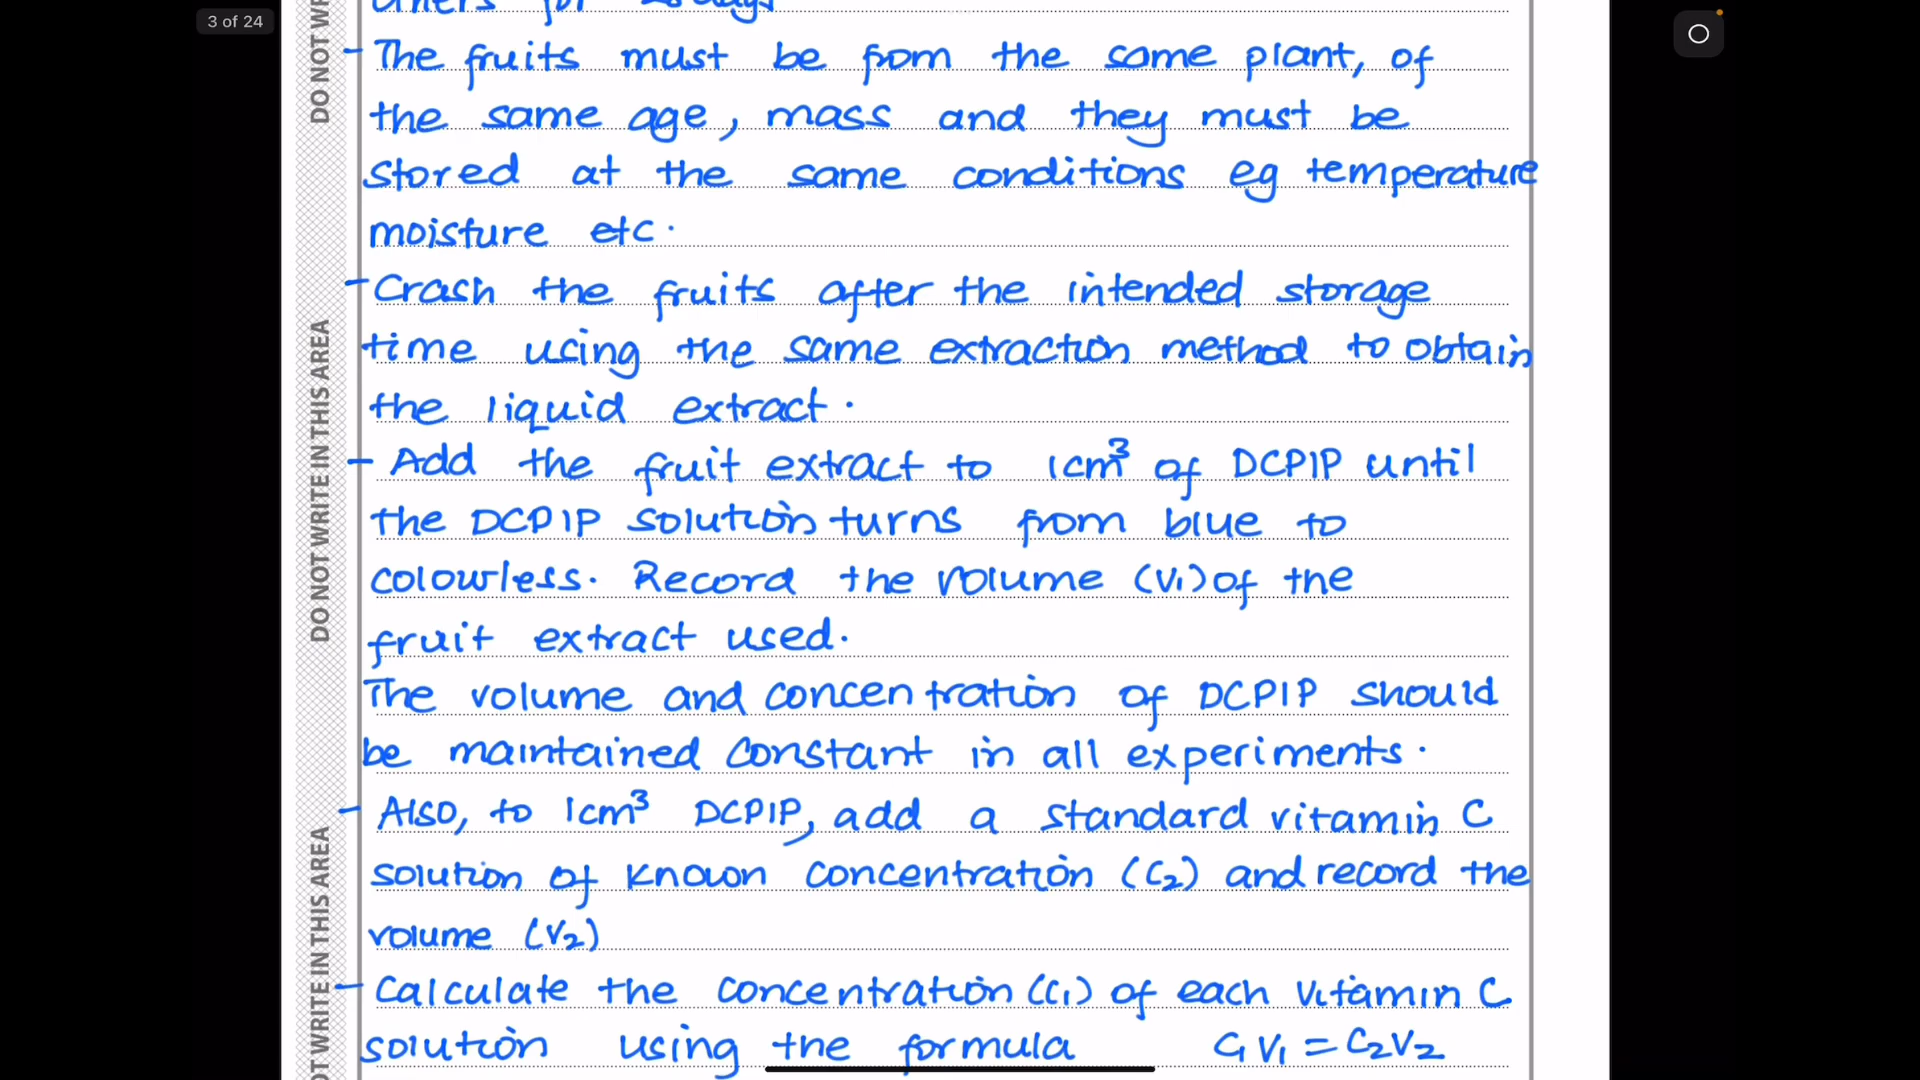 3 of 24
others for
- The fruits must be from the same plant, of
the same age, mass and they must be
stored at the same conditions eg temperature
moisture etc.
- Crash the fruits after the intended storage
time using the same extraction method to obtain
the liquid extract.
- Add the fruit extract to 1cm³ of DCPIP until
the DCPIP solution turns from blue to
colourless. Record the volume (V₁) of the
fruit extract used.
The volume and concentration of DCPIP should
be maintained constant in all experiments.
- Also, to 1cm³ DCPIP, add a standard vitamin C
solution of known concentration (C₂) and record the
volume (V₂)
- Calculate the concentration (C₁) of each vitamin C
solution using the formula C₁V₁ = C₂V₂
DO NOT WR
DO NOT WRITE IN THIS AREA
OT WRITE IN THIS AREA